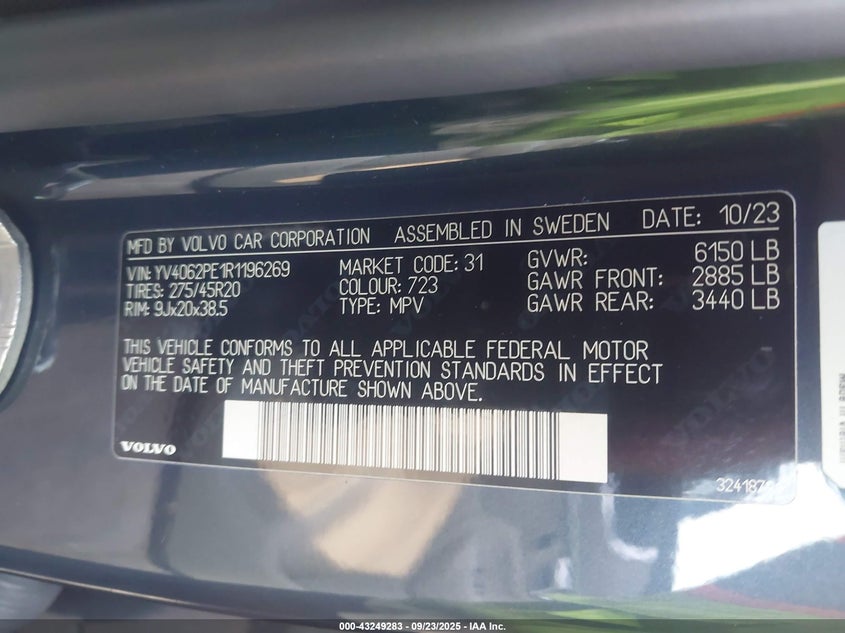 MFD BY VOLVO CAR CORPORATION ASSEMBLED IN SWEDEN DATE: 10/23
VIN: YV4062PE1R1196269 MARKET CODE: 31 GVWR: 6150 LB
TIRES: 275/45R20 COLOUR: 723 GAWR FRONT: 2885 LB
RIM: 9Jx20x38.5 TYPE: MPV GAWR REAR: 3440 LB
THIS VEHICLE CONFORMS TO ALL APPLICABLE FEDERAL MOTOR
VEHICLE SAFETY AND THEFT PREVENTION STANDARDS IN EFFECT
ON THE DATE OF MANUFACTURE SHOWN ABOVE.
VOLVO
000-43249283 - 09/23/2025 - IAA Inc.